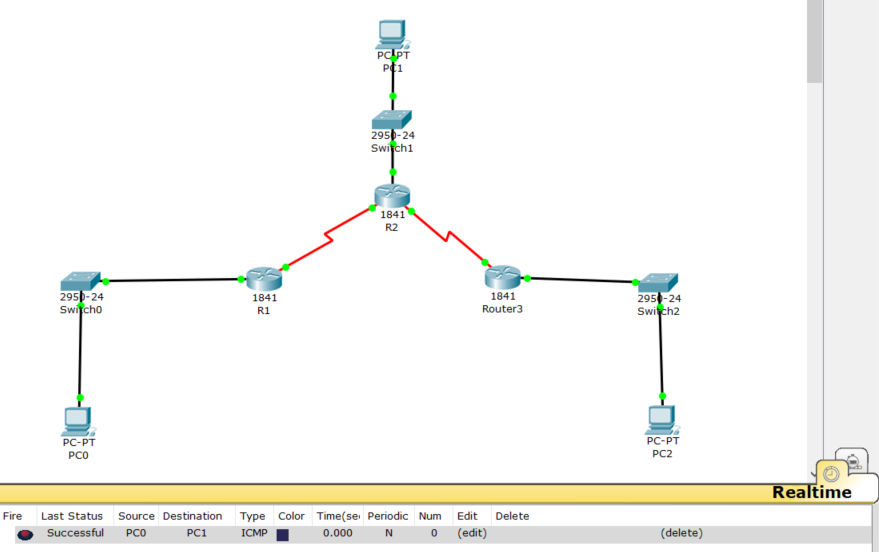 PC-PT
PC1
2950-24
Switch1
1841
R2
2950-24
Switch0
1841
R1
1841
Router3
2950-24
Switch2
PC-PT
PC0
PC-PT
PC2
Realtime
Fire Last Status Source Destination Type Color Time(sec Periodic Num Edit Delete
Successful PC0 PC1 ICMP 0.000 N 0 (edit) (delete)